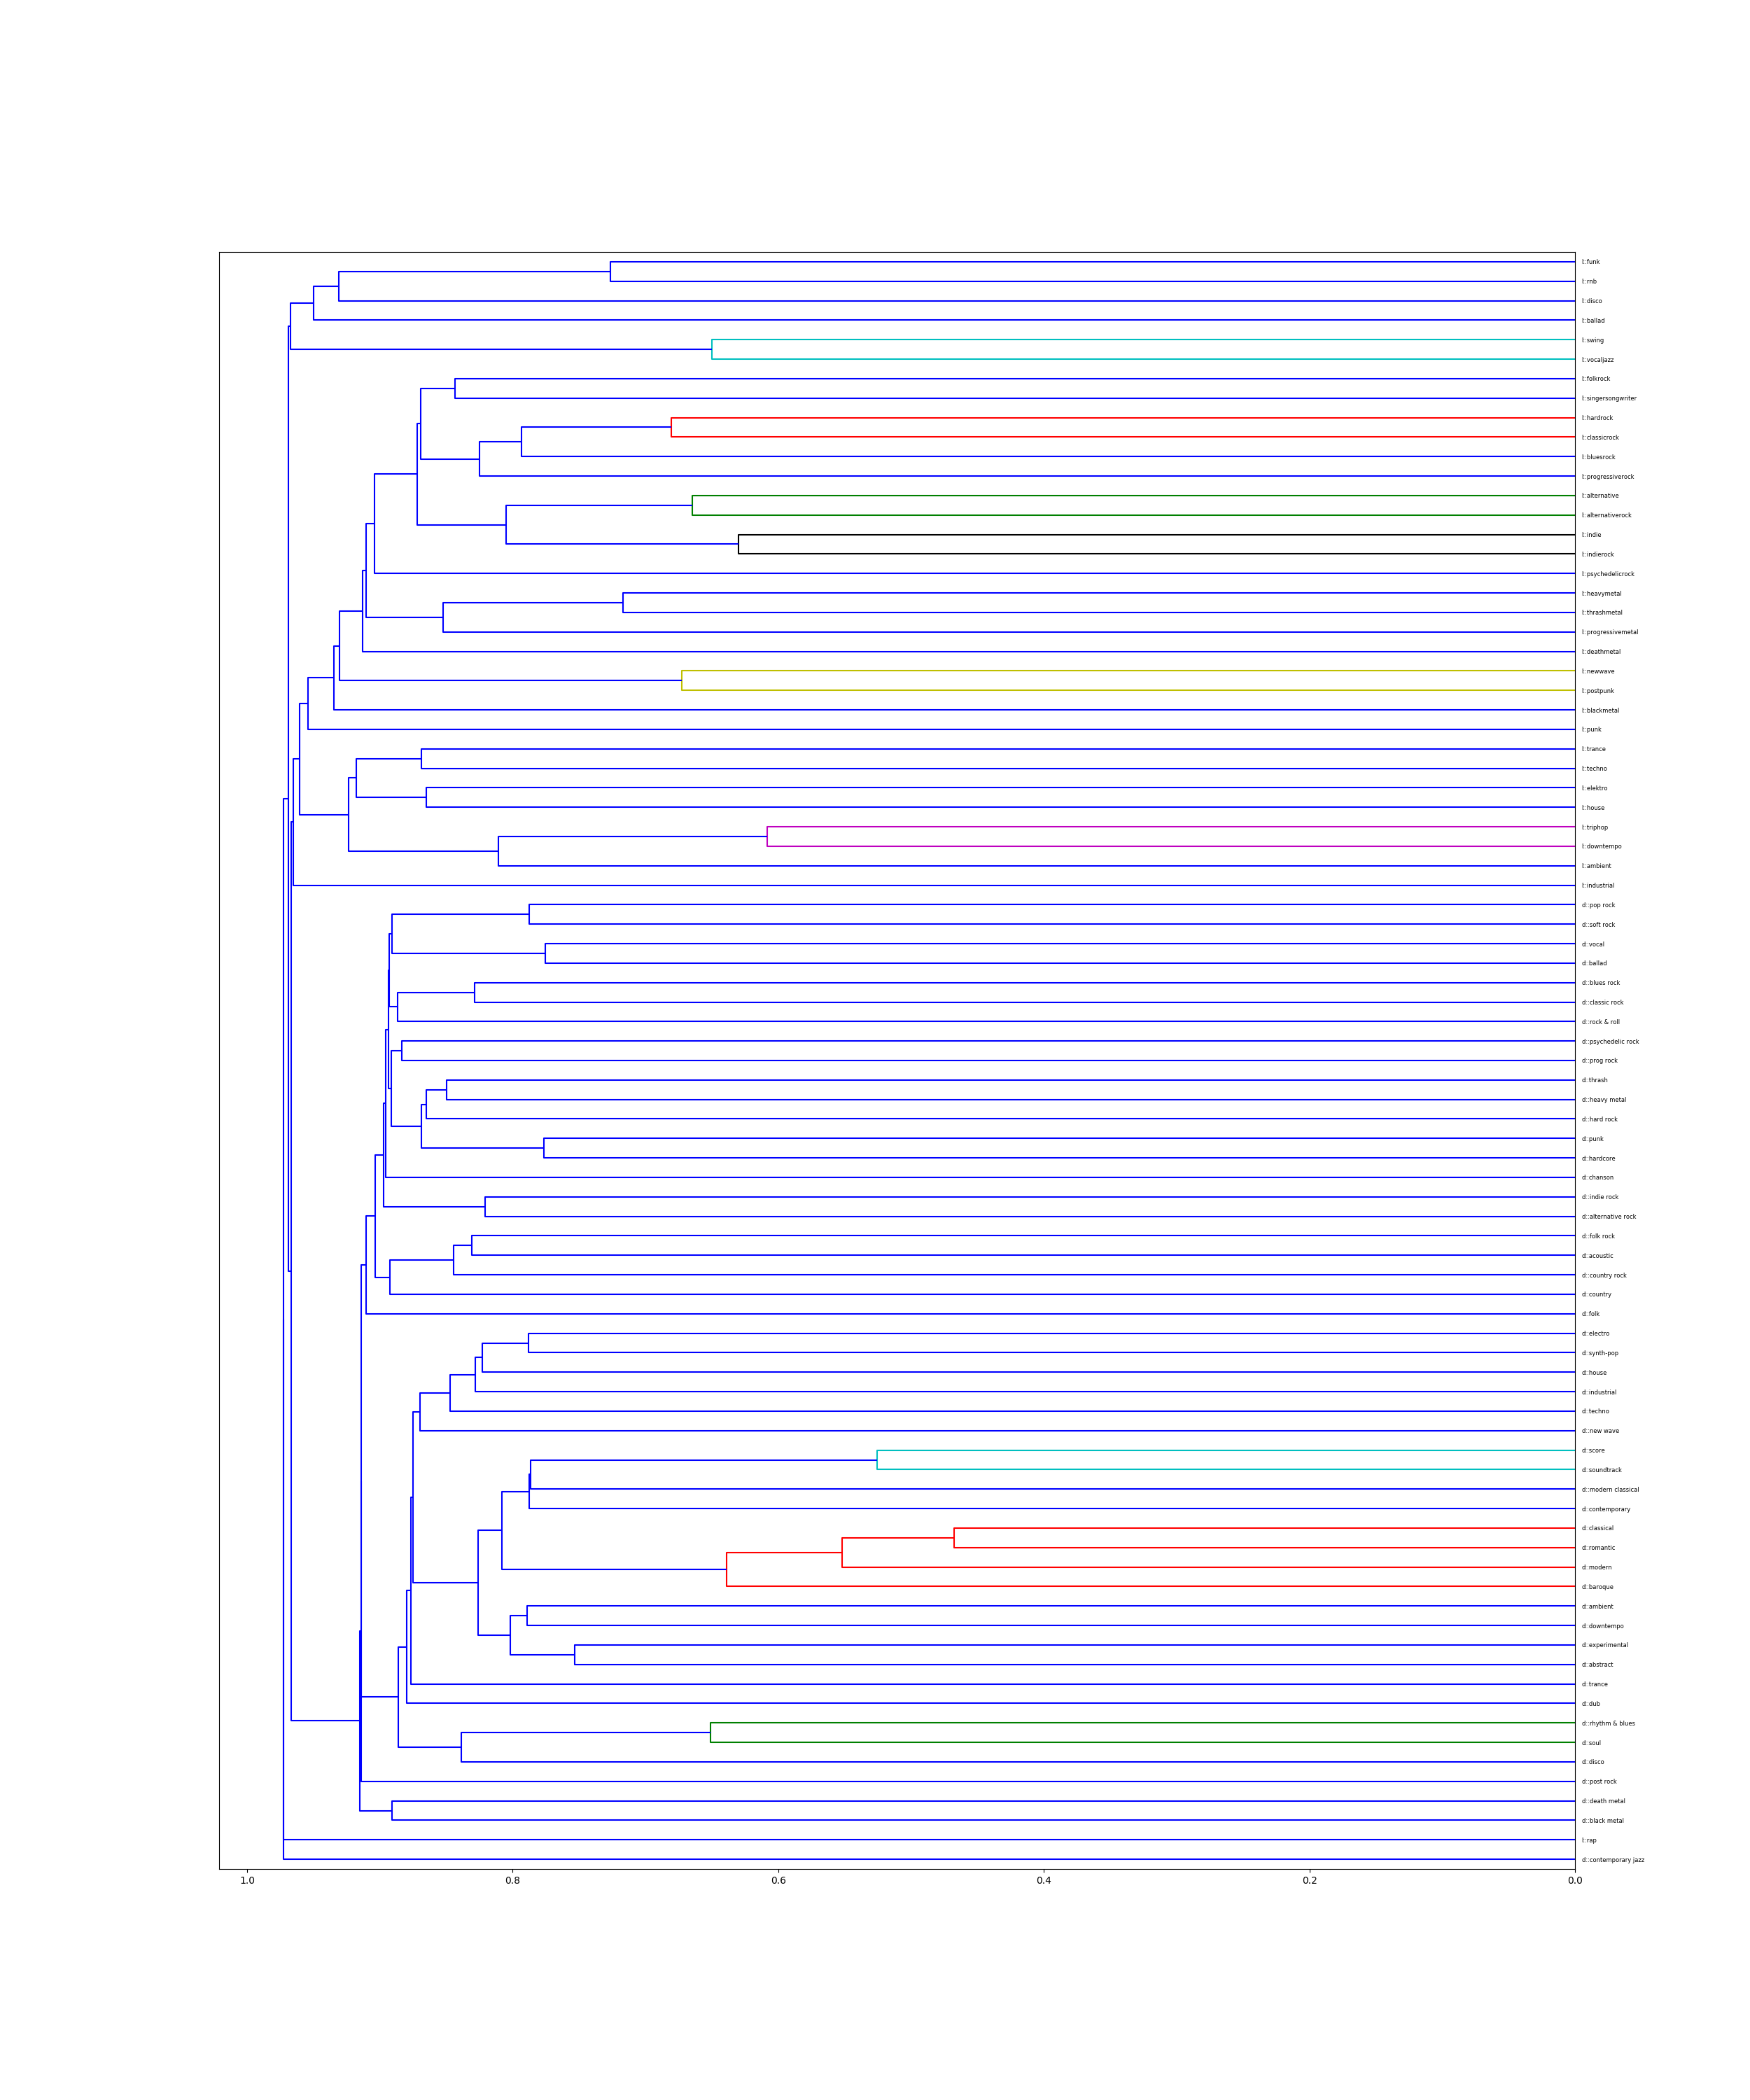 l::funk
l::rnb
l::disco
l::ballad
l::swing
l::vocaljazz
l::folkrock
l::singersongwriter
l::hardrock
l::classicrock
l::bluesrock
l::progressiverock
l::alternative
l::alternativerock
l::indie
l::indierock
l::psychedelicrock
l::heavymetal
l::thrashmetal
l::progressivemetal
l::deathmetal
l::newwave
l::postpunk
l::blackmetal
l::punk
l::trance
l::techno
l::elektro
l::house
l::triphop
l::downtempo
l::ambient
l::industrial
d::pop rock
d::soft rock
d::vocal
d::ballad
d::blues rock
d::classic rock
d::rock & roll
d::psychedelic rock
d::prog rock
d::thrash
d::heavy metal
d::hard rock
d::punk
d::hardcore
d::chanson
d::indie rock
d::alternative rock
d::folk rock
d::acoustic
d::country rock
d::country
d::folk
d::electro
d::synth-pop
d::house
d::industrial
d::techno
d::new wave
d::score
d::soundtrack
d::modern classical
d::contemporary
d::classical
d::romantic
d::modern
d::baroque
d::ambient
d::downtempo
d::experimental
d::abstract
d::trance
d::dub
d::rhythm & blues
d::soul
d::disco
d::post rock
d::death metal
d::black metal
l::rap
d::contemporary jazz
1.0 0.8 0.6 0.4 0.2 0.0